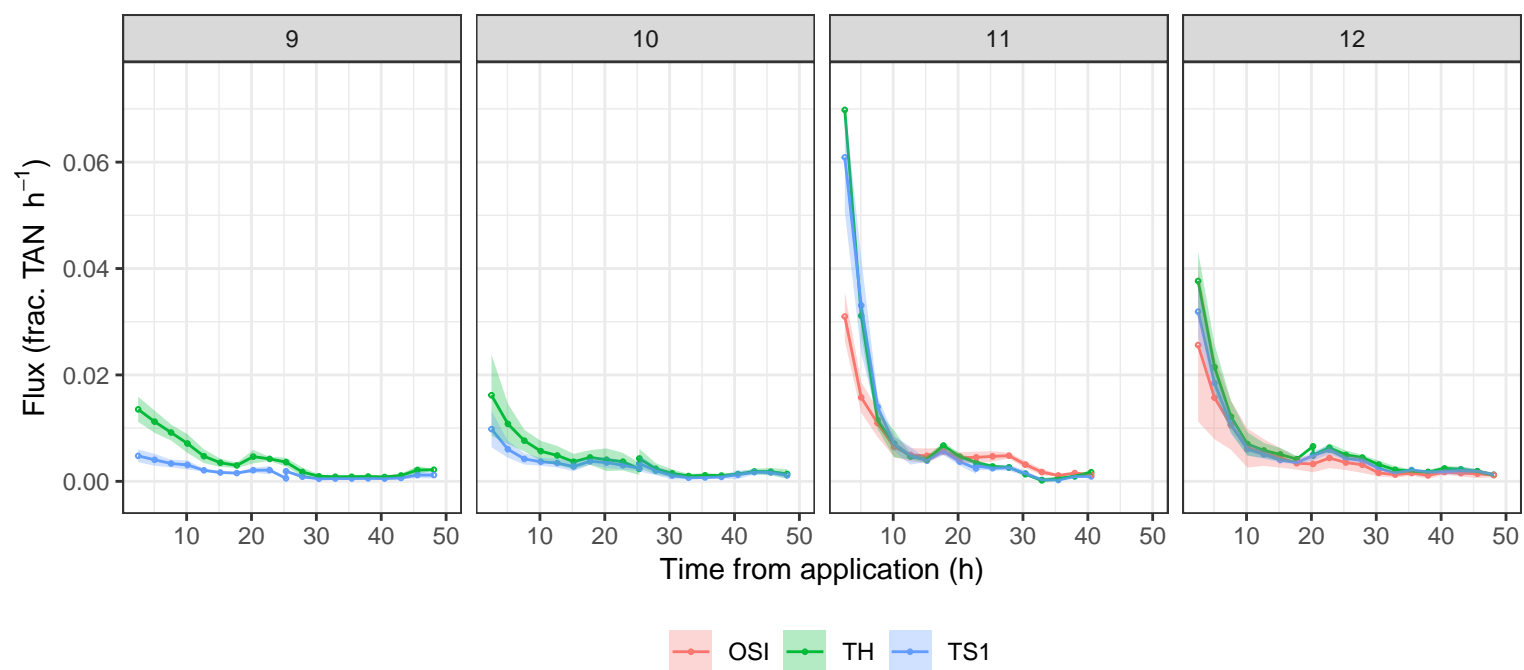 9 10 11 12
Flux (frac. TAN h⁻¹)
0.06
0.04
0.02
0.00
10 20 30 40 50 10 20 30 40 50 10 20 30 40 50 10 20 30 40 50
Time from application (h)
OSI TH TS1